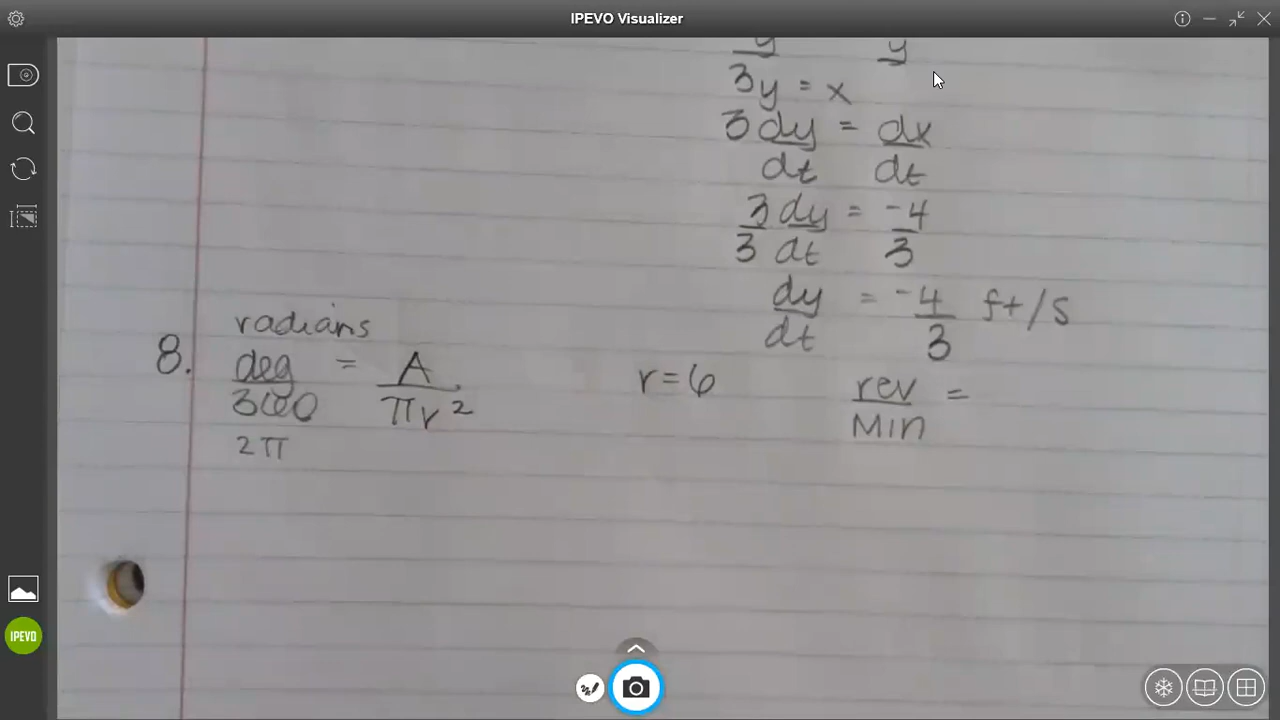 IPEVO Visualizer
y y
3y = x
3 dy = dx
dt dt
3 dy = -4
3 dt 3
dy = -4 ft/s
dt 3
radians
8. deg = A r=6 rev =
360 πr² Min
2π
IPEVO